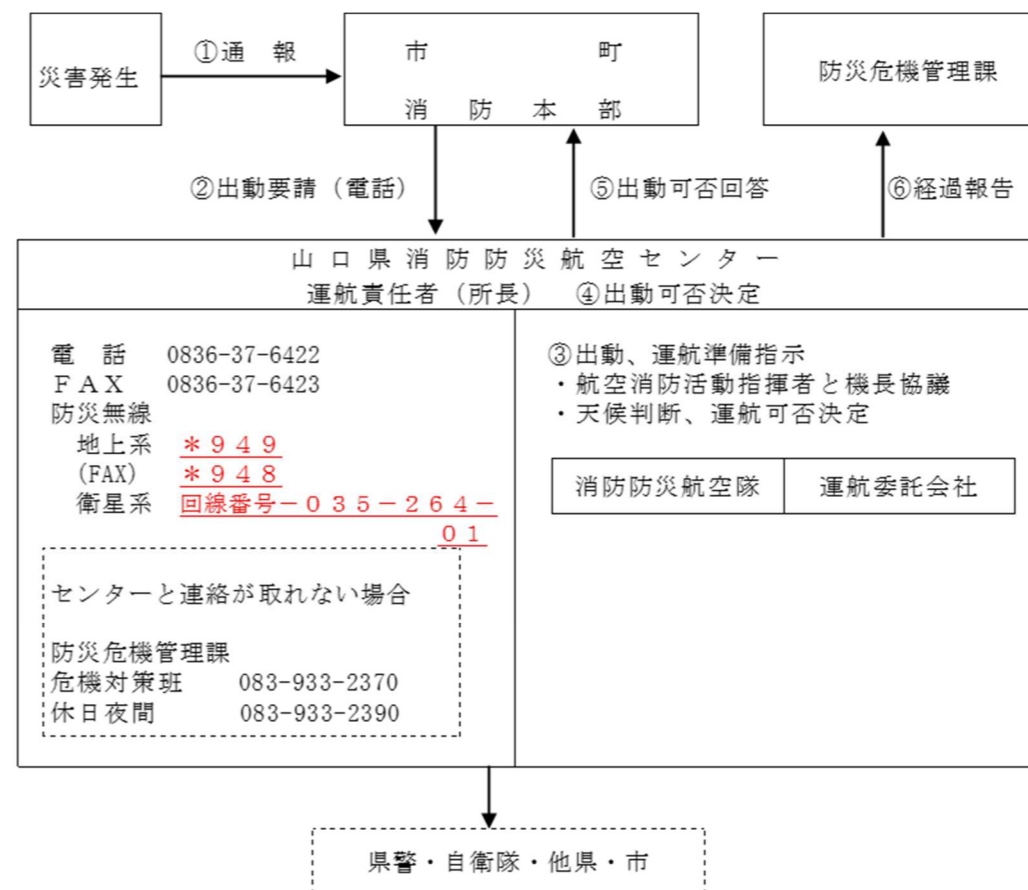 災害発生
①通　報
市　　　　　町
消　防　本　部
防災危機管理課
②出動要請（電話）
⑤出動可否回答
⑥経過報告
山口県消防防災航空センター
運航責任者（所長）　④出動可否決定
電　話　0836-37-6422
ＦＡＸ　0836-37-6423
防災無線
地上系　＊９４９
(FAX)　＊９４８
衛星系　回線番号－０３５－２６４－
０１
センターと連絡が取れない場合
防災危機管理課
危機対策班　083-933-2370
休日夜間　083-933-2390
③出動、運航準備指示
・航空消防活動指揮者と機長協議
・天候判断、運航可否決定
消防防災航空隊
運航委託会社
県警・自衛隊・他県・市